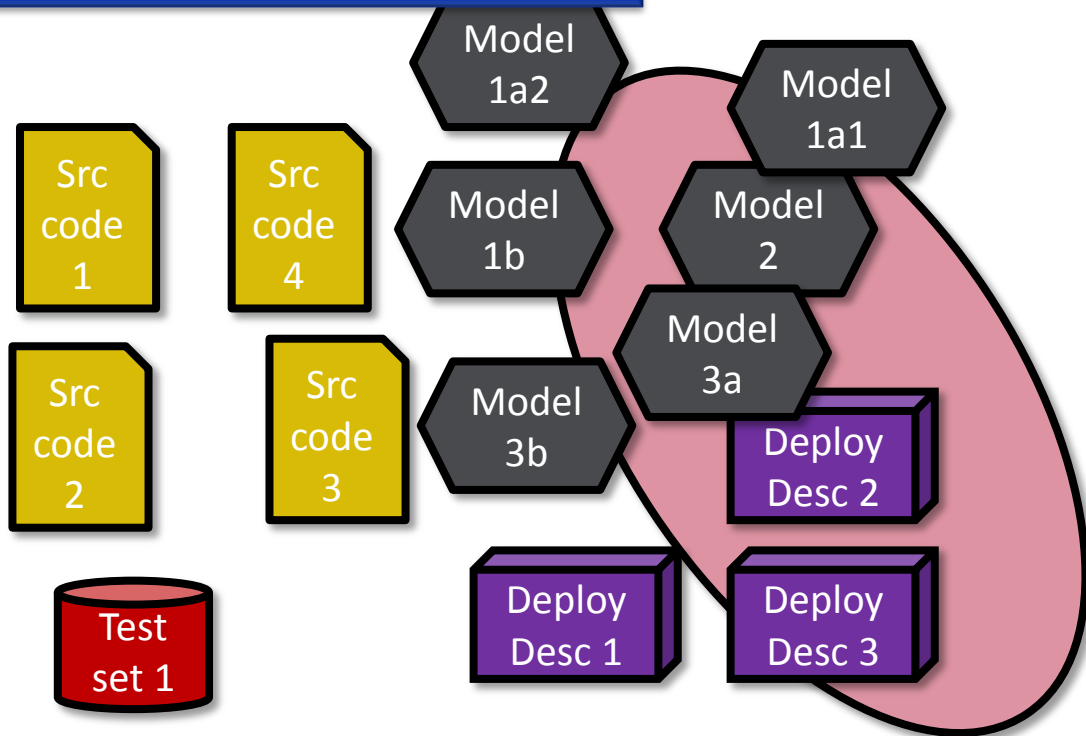 Model
1a2
Model
1a1
Src
code
1
Src
code
4
Model
1b
Model
2
Model
3a
Src
code
2
Src
code
3
Model
3b
Deploy
Desc 2
Deploy
Desc 1
Deploy
Desc 3
Test
set 1